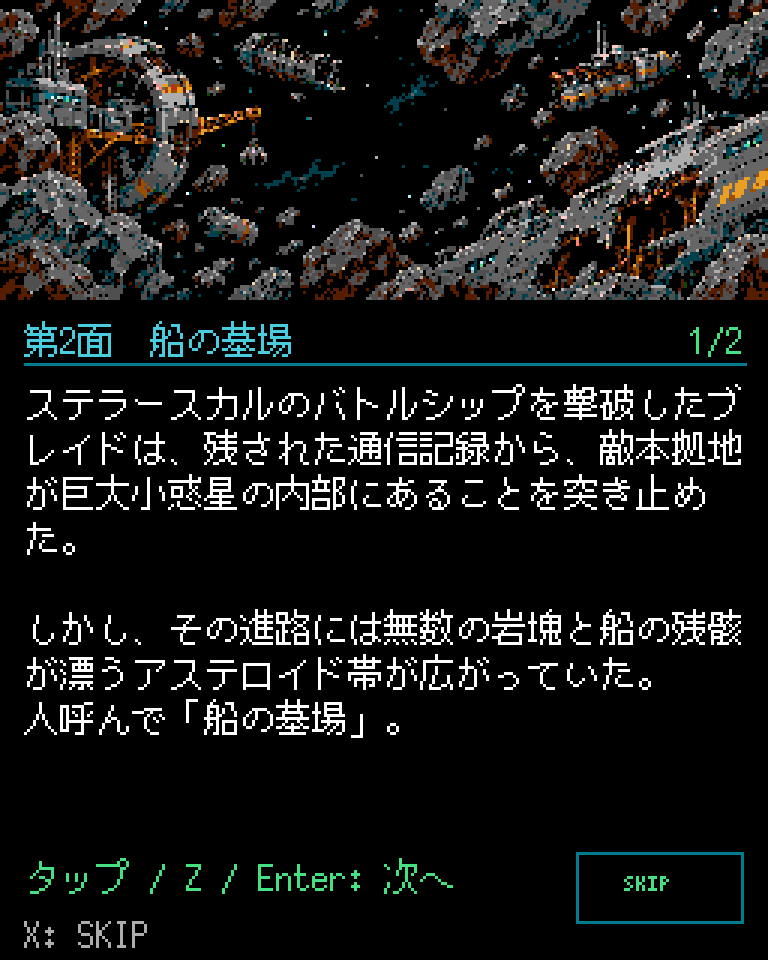 第2面　船の墓場
1/2
ステラースカルのバトルシップを撃破したブ
レイドは、残された通信記録から、敵本拠地
が巨大小惑星の内部にあることを突き止め
た。
しかし、その進路には無数の岩塊と船の残骸
が漂うアステロイド帯が広がっていた。
人呼んで「船の墓場」。
タップ / Z / Enter: 次へ
SKIP
X: SKIP